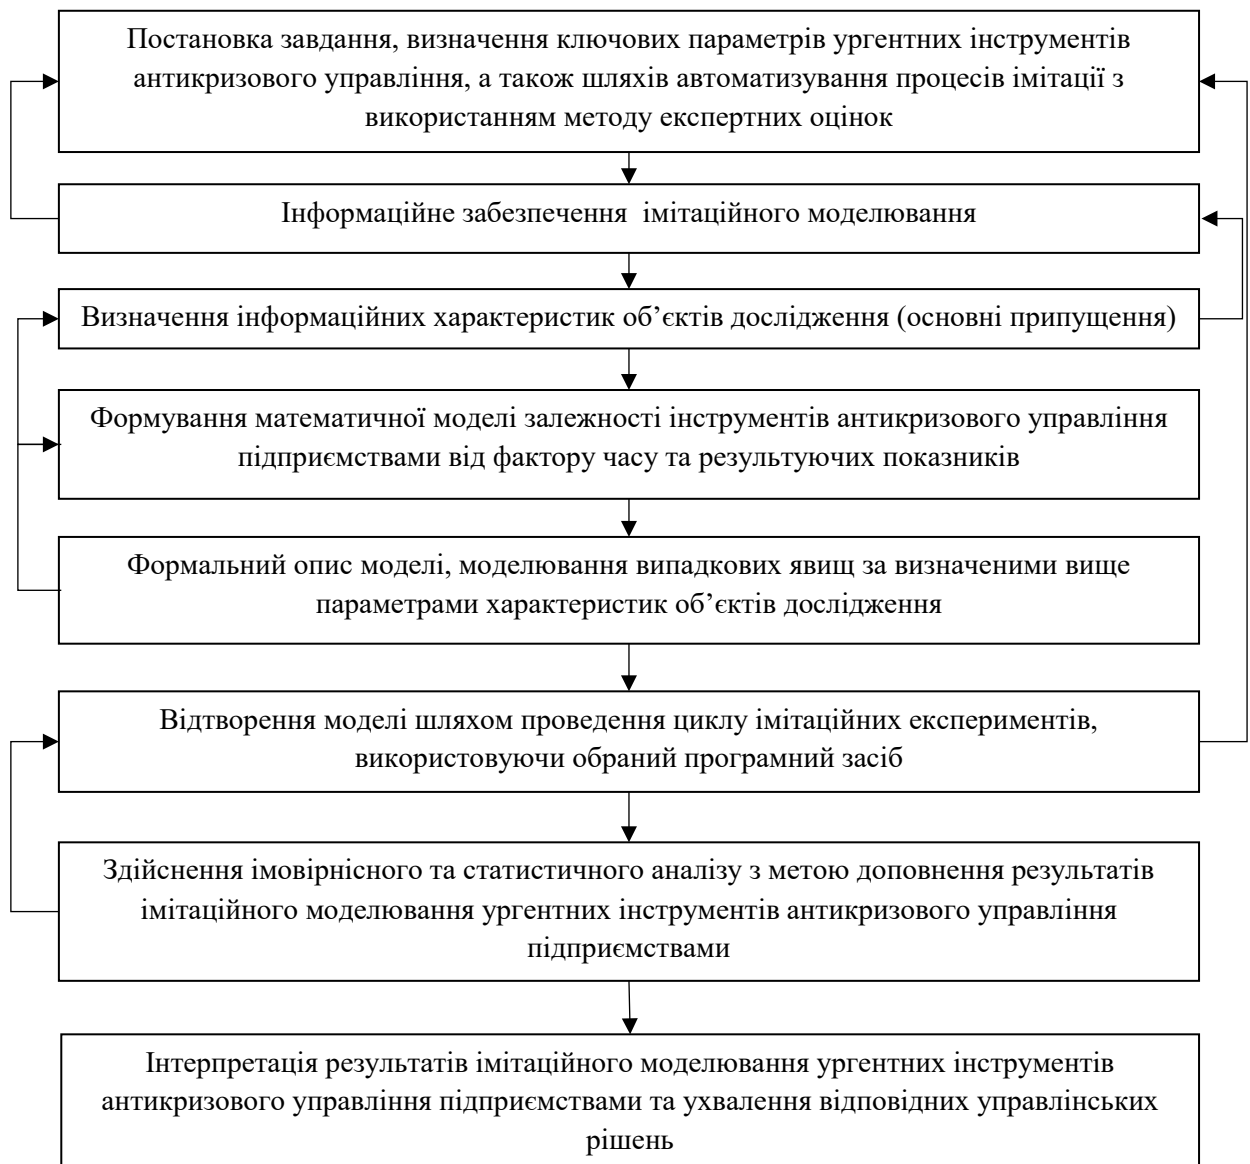 Постановка завдання, визначення ключових параметрів ургентних інструментів
антикризового управління, а також шляхів автоматизування процесів імітації з
використанням методу експертних оцінок
Інформаційне забезпечення імітаційного моделювання
Визначення інформаційних характеристик об’єктів дослідження (основні припущення)
Формування математичної моделі залежності інструментів антикризового управління
підприємствами від фактору часу та результуючих показників
Формальний опис моделі, моделювання випадкових явищ за визначеними вище
параметрами характеристик об’єктів дослідження
Відтворення моделі шляхом проведення циклу імітаційних експериментів,
використовуючи обраний програмний засіб
Здійснення імовірнісного та статистичного аналізу з метою доповнення результатів
імітаційного моделювання ургентних інструментів антикризового управління
підприємствами
Інтерпретація результатів імітаційного моделювання ургентних інструментів
антикризового управління підприємствами та ухвалення відповідних управлінських
рішень